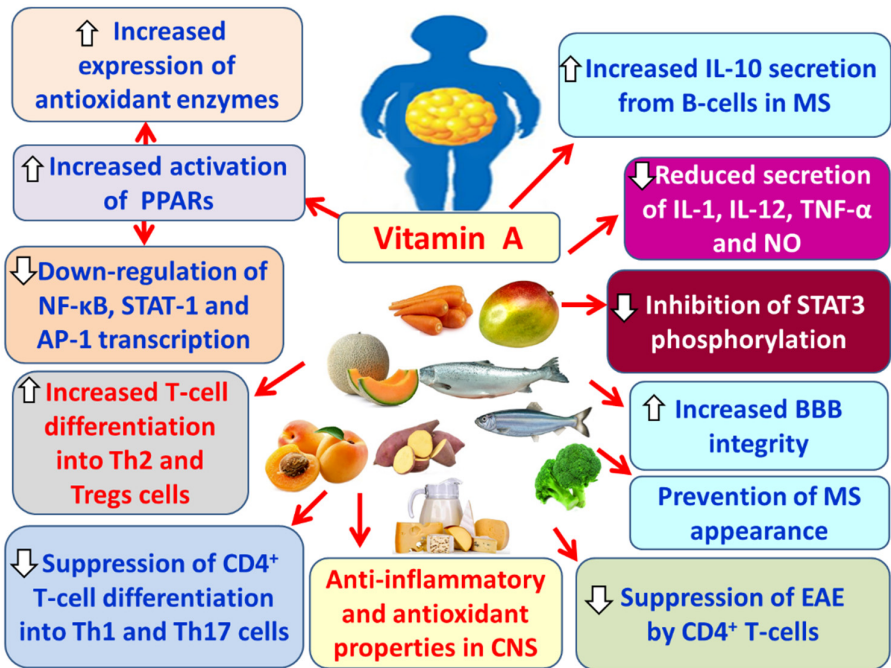 Increased
expression of
antioxidant enzymes
Increased IL-10 secretion
from B-cells in MS
Increased activation
of PPARs
Reduced secretion
of IL-1, IL-12, TNF-α
and NO
Vitamin A
Down-regulation of
NF-κB, STAT-1 and
AP-1 transcription
Inhibition of STAT3
phosphorylation
Increased T-cell
differentiation
into Th2 and
Tregs cells
Increased BBB
integrity
Prevention of MS
appearance
Suppression of CD4⁺
T-cell differentiation
into Th1 and Th17 cells
Anti-inflammatory
and antioxidant
properties in CNS
Suppression of EAE
by CD4⁺ T-cells